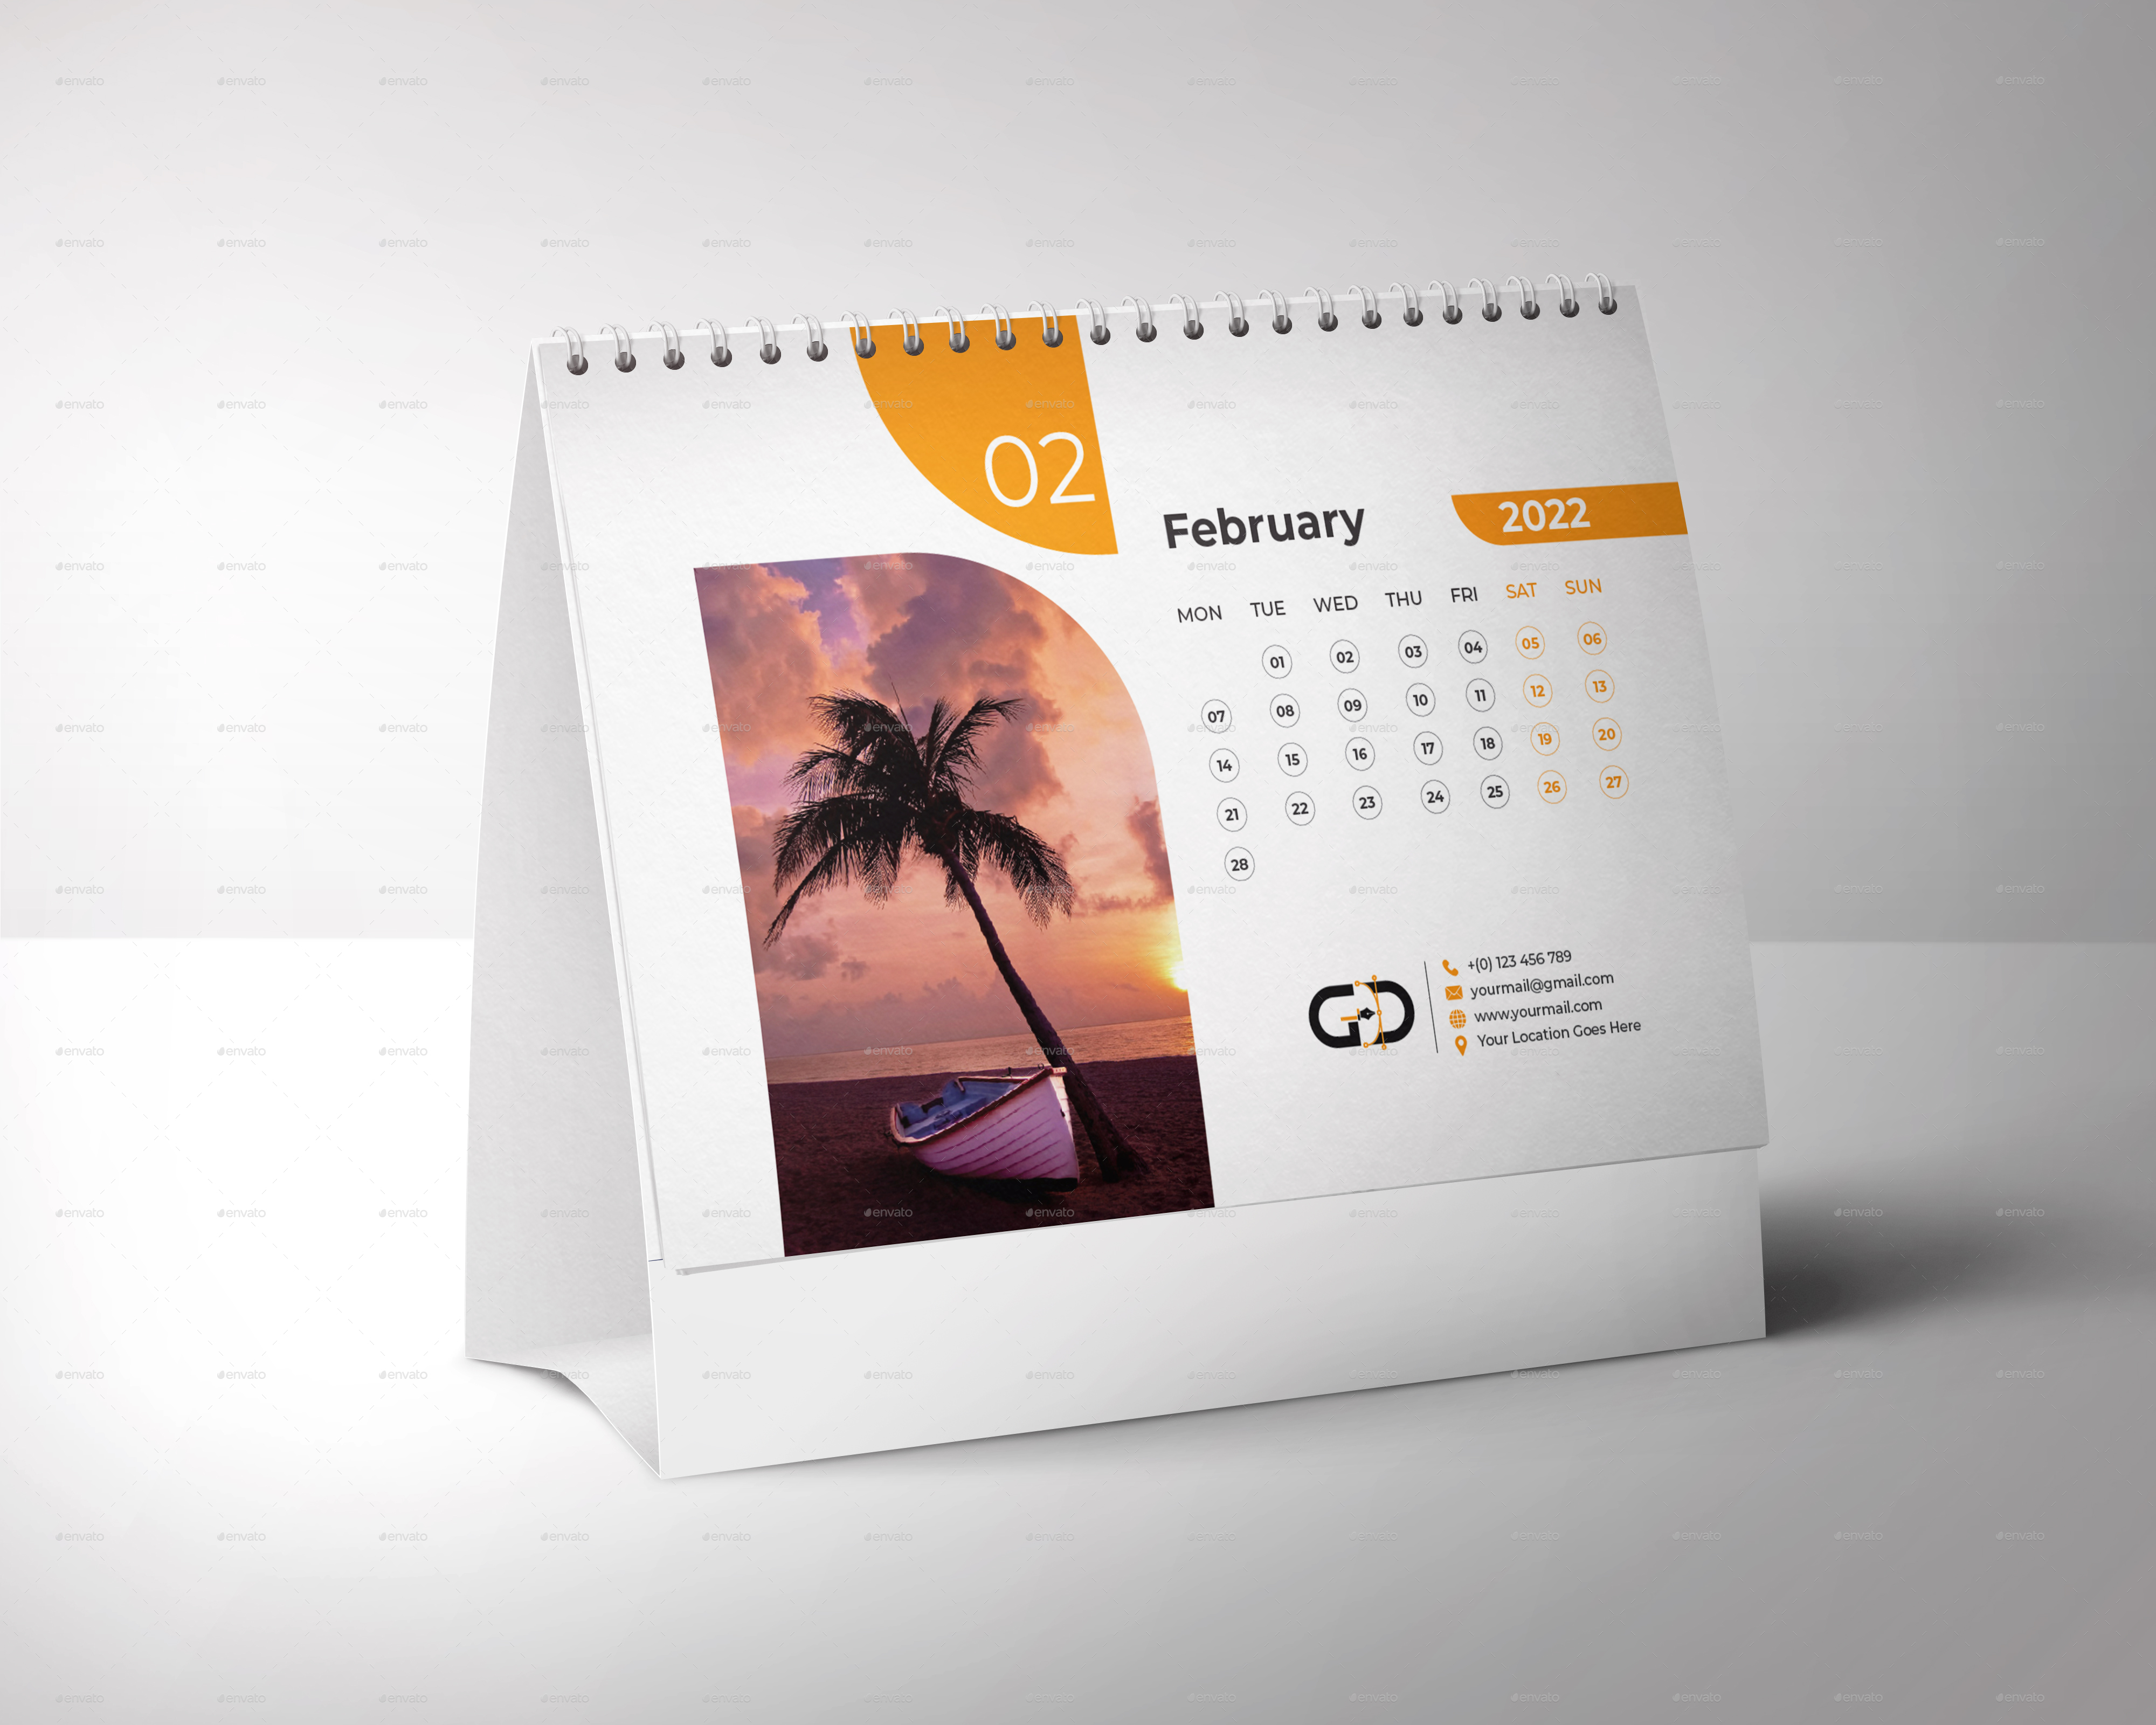 02
February
2022
MON TUE WED THU FRI SAT SUN
01 02 03 04 05 06
07 08 09 10 11 12 13
14 15 16 17 18 19 20
21 22 23 24 25 26 27
28
GD
+(0) 123 456 789
yourmail@gmail.com
www.yourmail.com
Your Location Goes Here
envato